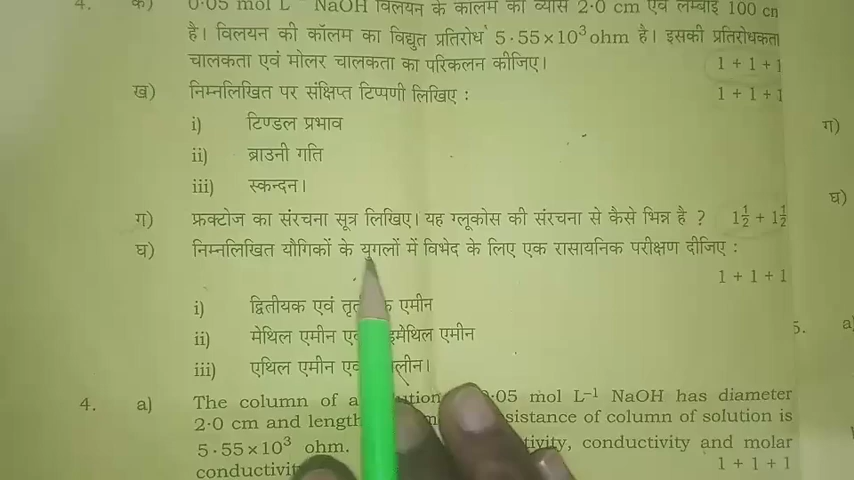 4. क) 0·05 mol L⁻¹ NaOH विलयन के कॉलम का व्यास 2·0 cm एवं लम्बाई 100 cm
है। विलयन की कॉलम का विद्युत प्रतिरोध 5·55×10³ ohm है। इसकी प्रतिरोधकता
चालकता एवं मोलर चालकता का परिकलन कीजिए। 1 + 1 + 1
ख) निम्नलिखित पर संक्षिप्त टिप्पणी लिखिए : 1 + 1 + 1
i) टिण्डल प्रभाव
ii) ब्राउनी गति
iii) स्कन्दन।
ग) फ्रक्टोज का संरचना सूत्र लिखिए। यह ग्लूकोस की संरचना से कैसे भिन्न है ? 1½ + 1½
घ) निम्नलिखित यौगिकों के युगलों में विभेद के लिए एक रासायनिक परीक्षण दीजिए :
1 + 1 + 1
i) द्वितीयक एवं एमीन
ii) मेथिल एमीन एमीन
iii) एथिल एमीन
4. a) The column of a 0·05 mol L⁻¹ NaOH has diameter
2·0 cm and length resistance of column of solution is
5·55×10³ ohm. conductivity and molar
conductivity 1 + 1 + 1
ग)
घ)
5. a)